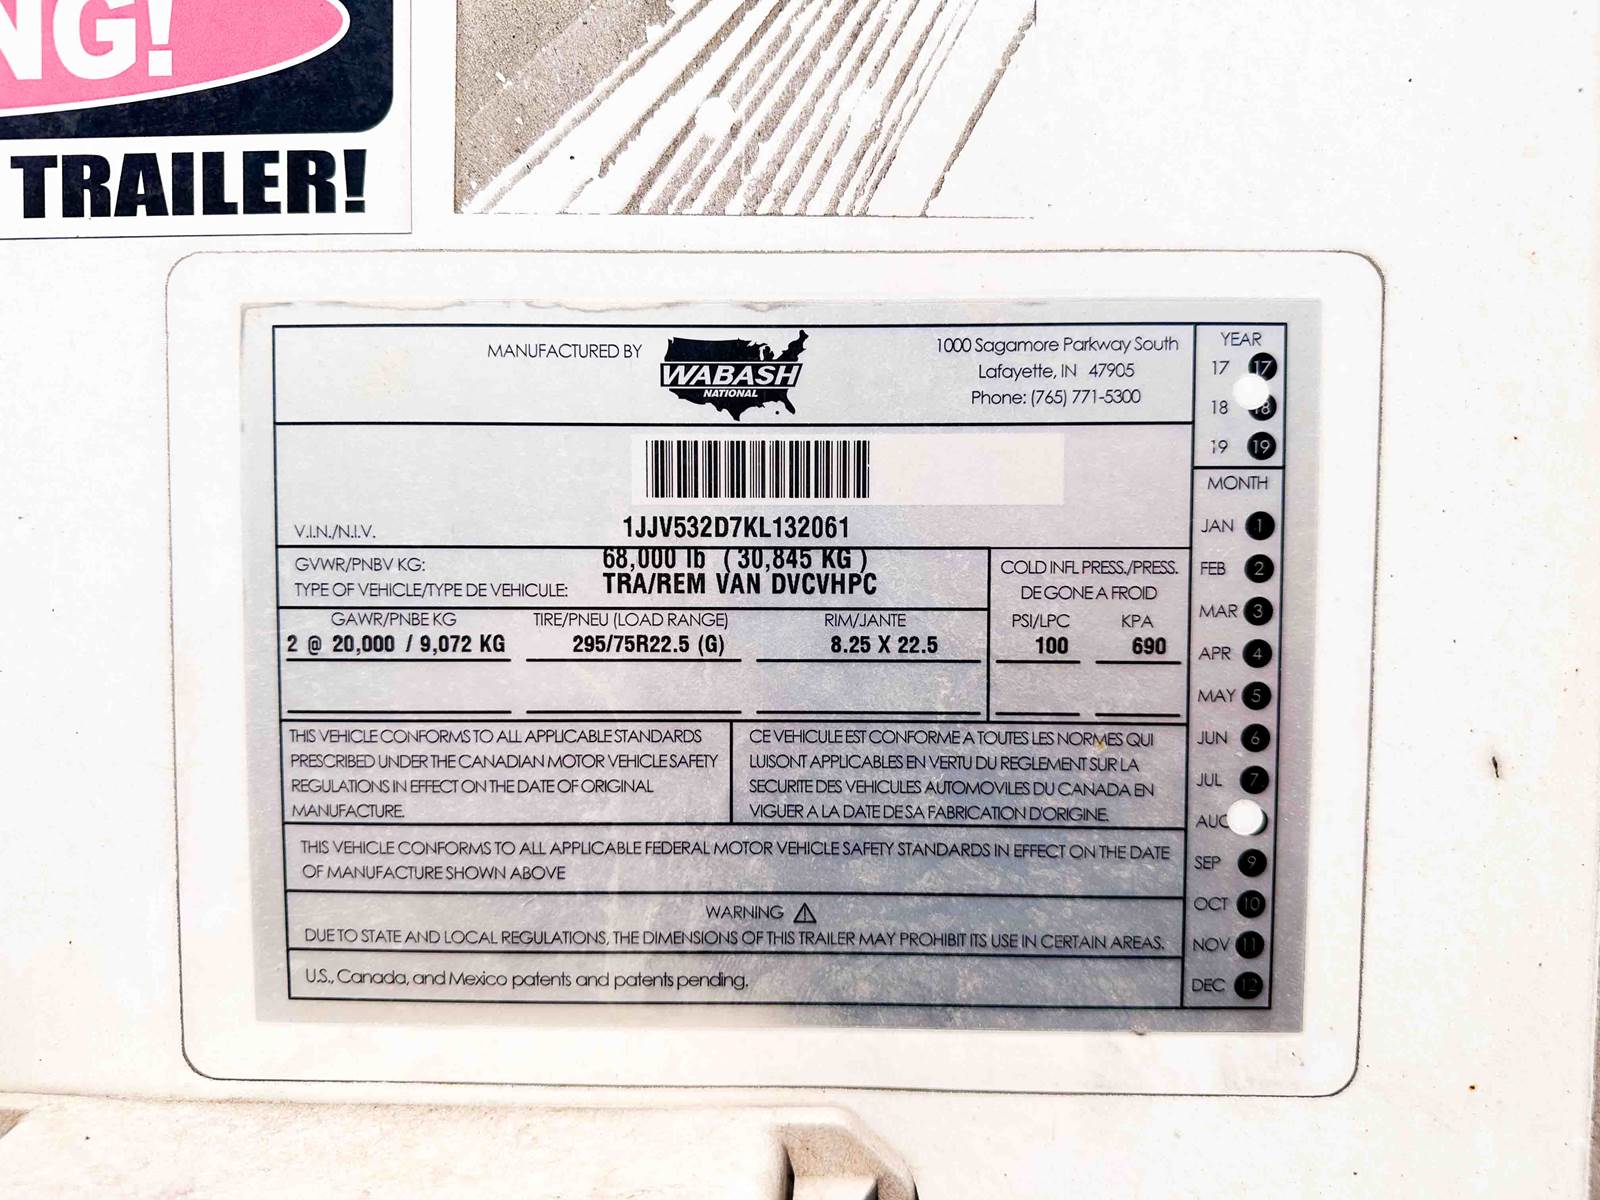 NG!
TRAILER!
MANUFACTURED BY
WABASH
NATIONAL
1000 Sagamore Parkway South
Lafayette, IN 47905
Phone: (765) 771-5300
V.I.N./N.I.V.
1JJV532D7KL132061
GVWR/PNBV KG:
68,000 lb (30,845 KG)
TYPE OF VEHICLE/TYPE DE VEHICULE:
TRA/REM VAN DVCVHPC
COLD INFL PRESS./PRESS.
DE GONE A FROID
GAWR/PNBE KG
TIRE/PNEU (LOAD RANGE)
RIM/JANTE
PSI/LPC
KPA
2 @ 20,000 / 9,072 KG
295/75R22.5 (G)
8.25 X 22.5
100
690
THIS VEHICLE CONFORMS TO ALL APPLICABLE STANDARDS
PRESCRIBED UNDER THE CANADIAN MOTOR VEHICLE SAFETY
REGULATIONS IN EFFECT ON THE DATE OF ORIGINAL
MANUFACTURE.
CE VEHICULE EST CONFORME A TOUTES LES NORMES QUI
LUISONT APPLICABLES EN VERTU DU REGLEMENT SUR LA
SECURITE DES VEHICULES AUTOMOVILES DU CANADA EN
VIGUER A LA DATE DE SA FABRICATION D'ORIGINE.
THIS VEHICLE CONFORMS TO ALL APPLICABLE FEDERAL MOTOR VEHICLE SAFETY STANDARDS IN EFFECT ON THE DATE
OF MANUFACTURE SHOWN ABOVE
WARNING
DUE TO STATE AND LOCAL REGULATIONS, THE DIMENSIONS OF THIS TRAILER MAY PROHIBIT ITS USE IN CERTAIN AREAS.
U.S., Canada, and Mexico patents and patents pending.
YEAR
17 17
18 18
19 19
MONTH
JAN 1
FEB 2
MAR 3
APR 4
MAY 5
JUN 6
JUL 7
AUG
SEP 9
OCT 10
NOV 11
DEC 12